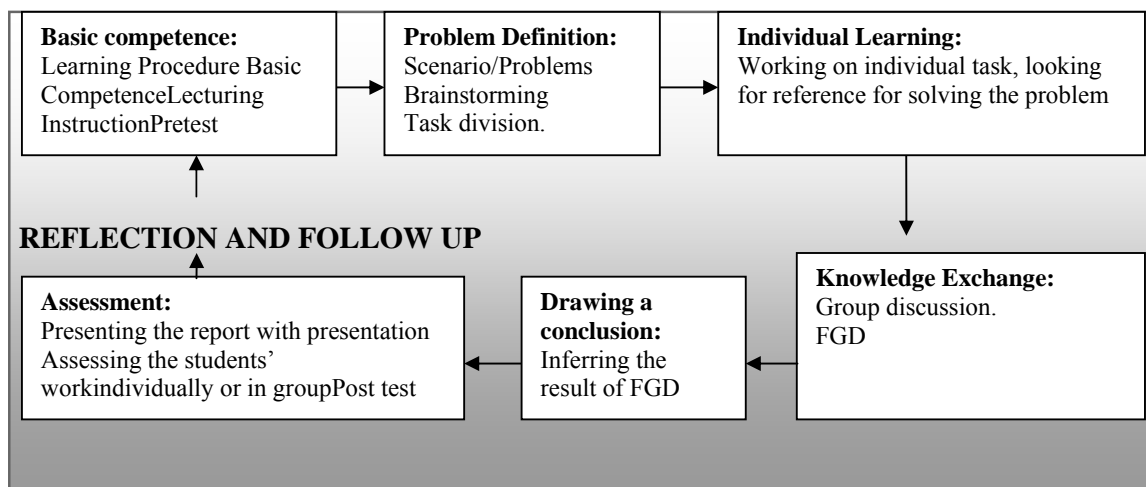 Basic competence:
Learning Procedure Basic
CompetenceLecturing
InstructionPretest
Problem Definition:
Scenario/Problems
Brainstorming
Task division.
Individual Learning:
Working on individual task, looking
for reference for solving the problem
REFLECTION AND FOLLOW UP
Knowledge Exchange:
Group discussion.
FGD
Drawing a
conclusion:
Inferring the
result of FGD
Assessment:
Presenting the report with presentation
Assessing the students’
workindividually or in groupPost test